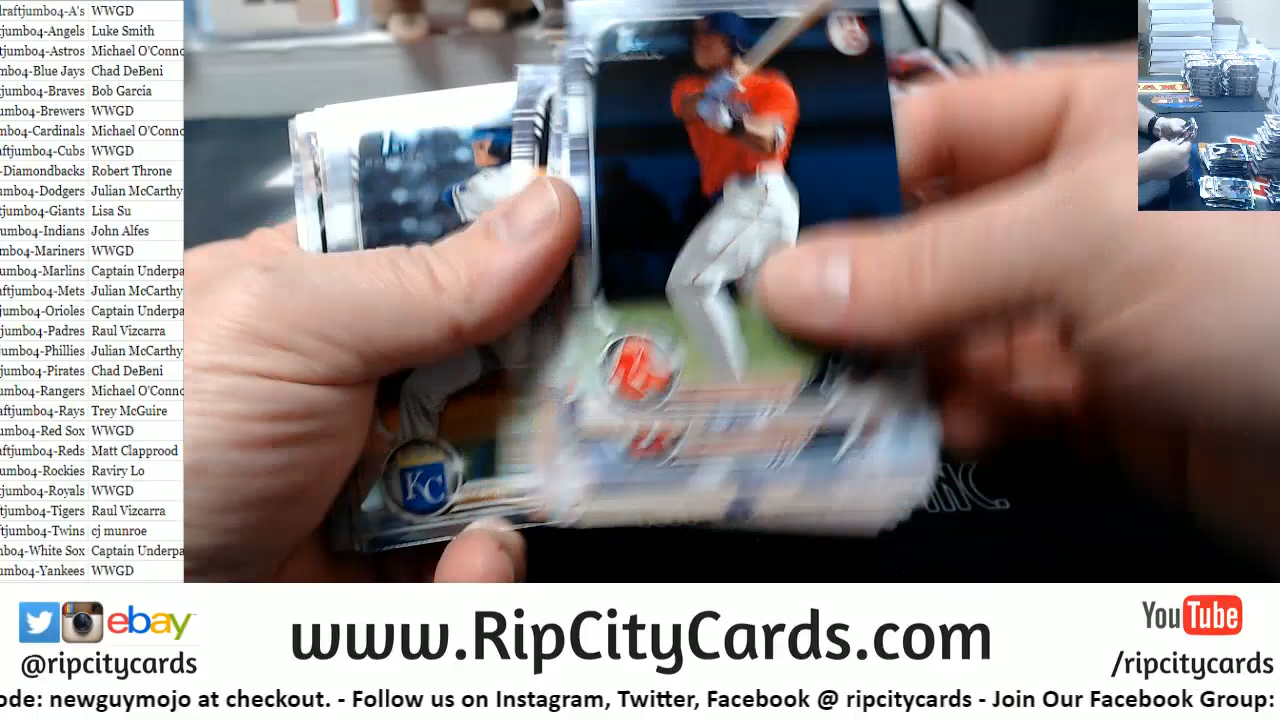 draftjumbo4-A's WWGD
jumbo4-Angels Luke Smith
jumbo4-Astros Michael O'Conno
mbo4-Blue Jays Chad DeBeni
umbo4-Braves Bob Garcia
mbo4-Brewers WWGD
mbo4-Cardinals Michael O'Conno
aftjumbo4-Cubs WWGD
-Diamondbacks Robert Throne
umbo4-Dodgers Julian McCarthy
jumbo4-Giants Lisa Su
umbo4-Indians John Alfes
mbo4-Mariners WWGD
umbo4-Marlins Captain Underpa
aftjumbo4-Mets Julian McCarthy
umbo4-Orioles Captain Underpa
jumbo4-Padres Raul Vizcarra
umbo4-Phillies Julian McCarthy
umbo4-Pirates Chad DeBeni
umbo4-Rangers Michael O'Conno
aftjumbo4-Rays Trey McGuire
umbo4-Red Sox WWGD
aftjumbo4-Reds Matt Clapprood
umbo4-Rockies Raviry Lo
jumbo4-Royals WWGD
jumbo4-Tigers Raul Vizcarra
ftjumbo4-Twins cj munroe
mbo4-White Sox Captain Underpa
umbo4-Yankees WWGD
KC
INC.
ebay
@ripcitycards
www.RipCityCards.com
YouTube
/ripcitycards
ode: newguymojo at checkout. - Follow us on Instagram, Twitter, Facebook @ ripcitycards - Join Our Facebook Group: